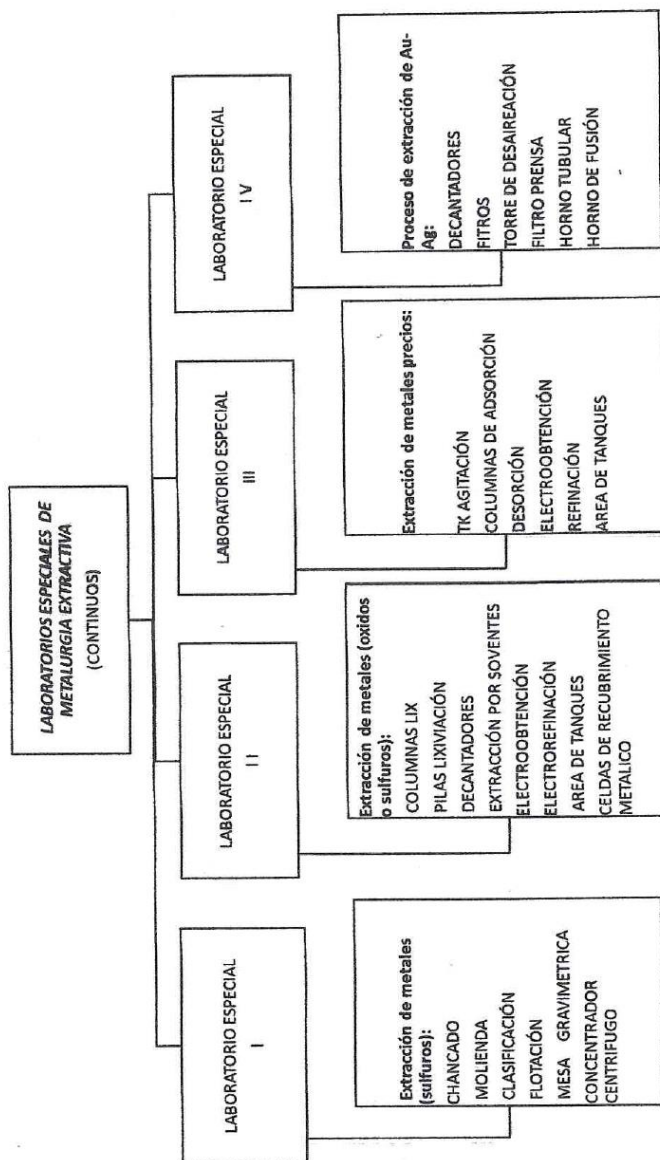 LABORATORIOS ESPECIALES DE
METALURGIA EXTRACTIVA
(CONTINUOS)
LABORATORIO ESPECIAL
I
Extracción de metales
(sulfuros):
CHANCADO
MOLIENDA
CLASIFICACIÓN
FLOTACIÓN
MESA GRAVIMETRICA
CONCENTRADOR
CENTRIFUGO
LABORATORIO ESPECIAL
I I
Extracción de metales (oxidos
o sulfuros):
COLUMNAS LIX
PILAS LIXIVIACIÓN
DECANTADORES
EXTRACCIÓN POR SOVENTES
ELECTROOBTENCIÓN
ELECTROREFINACIÓN
AREA DE TANQUES
CELDAS DE RECUBRIMIENTO
METALICO
LABORATORIO ESPECIAL
III
Extracción de metales precios:
TK AGITACIÓN
COLUMNAS DE ADSORCIÓN
DESORCIÓN
ELECTROOBTENCIÓN
REFINACIÓN
AREA DE TANQUES
LABORATORIO ESPECIAL
I V
Proceso de extracción de Au-
Ag:
DECANTADORES
FITROS
TORRE DE DESAIREACIÓN
FILTRO PRENSA
HORNO TUBULAR
HORNO DE FUSIÓN